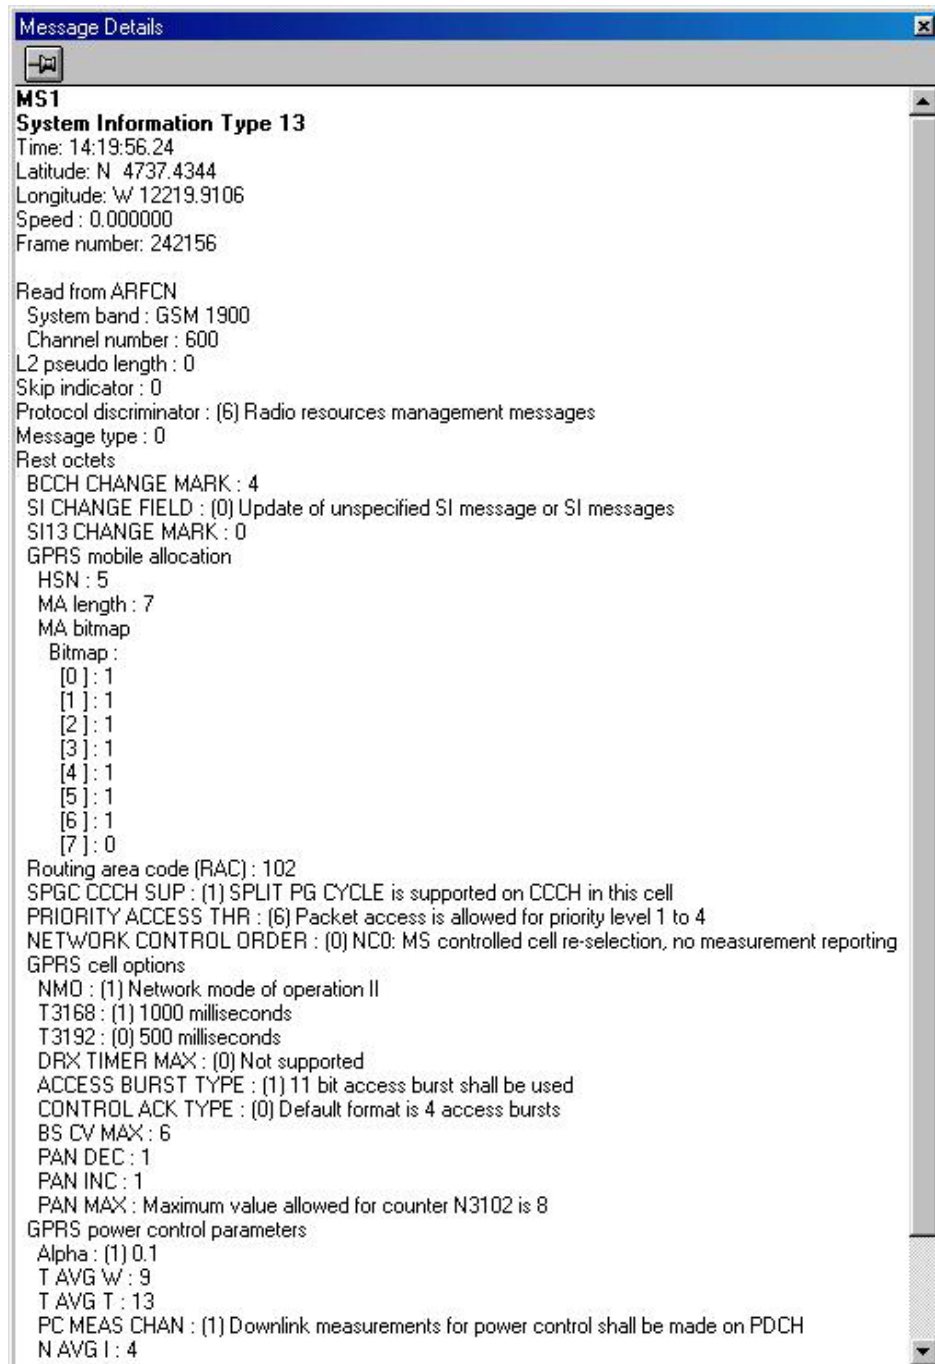 Message Details
MS1
System Information Type 13
Time: 14:19:56.24
Latitude: N  4737.4344
Longitude: W 12219.9106
Speed : 0.000000
Frame number: 242156
Read from ARFCN
System band : GSM 1900
Channel number : 600
L2 pseudo length : 0
Skip indicator : 0
Protocol discriminator : (6) Radio resources management messages
Message type : 0
Rest octets
BCCH CHANGE MARK : 4
SI CHANGE FIELD : (0) Update of unspecified SI message or SI messages
SI13 CHANGE MARK : 0
GPRS mobile allocation
HSN : 5
MA length : 7
MA bitmap
Bitmap :
[0 ] : 1
[1 ] : 1
[2 ] : 1
[3 ] : 1
[4 ] : 1
[5 ] : 1
[6 ] : 1
[7 ] : 0
Routing area code (RAC) : 102
SPGC CCCH SUP : (1) SPLIT PG CYCLE is supported on CCCH in this cell
PRIORITY ACCESS THR : (6) Packet access is allowed for priority level 1 to 4
NETWORK CONTROL ORDER : (0) NC0: MS controlled cell re-selection, no measurement reporting
GPRS cell options
NMO : (1) Network mode of operation II
T3168 : (1) 1000 milliseconds
T3192 : (0) 500 milliseconds
DRX TIMER MAX : (0) Not supported
ACCESS BURST TYPE : (1) 11 bit access burst shall be used
CONTROL ACK TYPE : (0) Default format is 4 access bursts
BS CV MAX : 6
PAN DEC : 1
PAN INC : 1
PAN MAX : Maximum value allowed for counter N3102 is 8
GPRS power control parameters
Alpha : (1) 0.1
T AVG W : 9
T AVG T : 13
PC MEAS CHAN : (1) Downlink measurements for power control shall be made on PDCH
N AVG I : 4